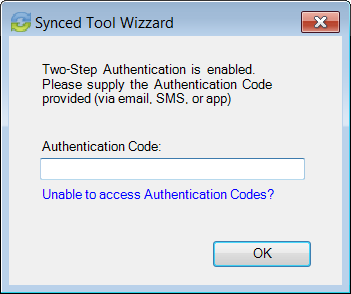 Synced Tool Wizzard
Two-Step Authentication is enabled.
Please supply the Authentication Code
provided (via email, SMS, or app)
Authentication Code:
Unable to access Authentication Codes?
OK